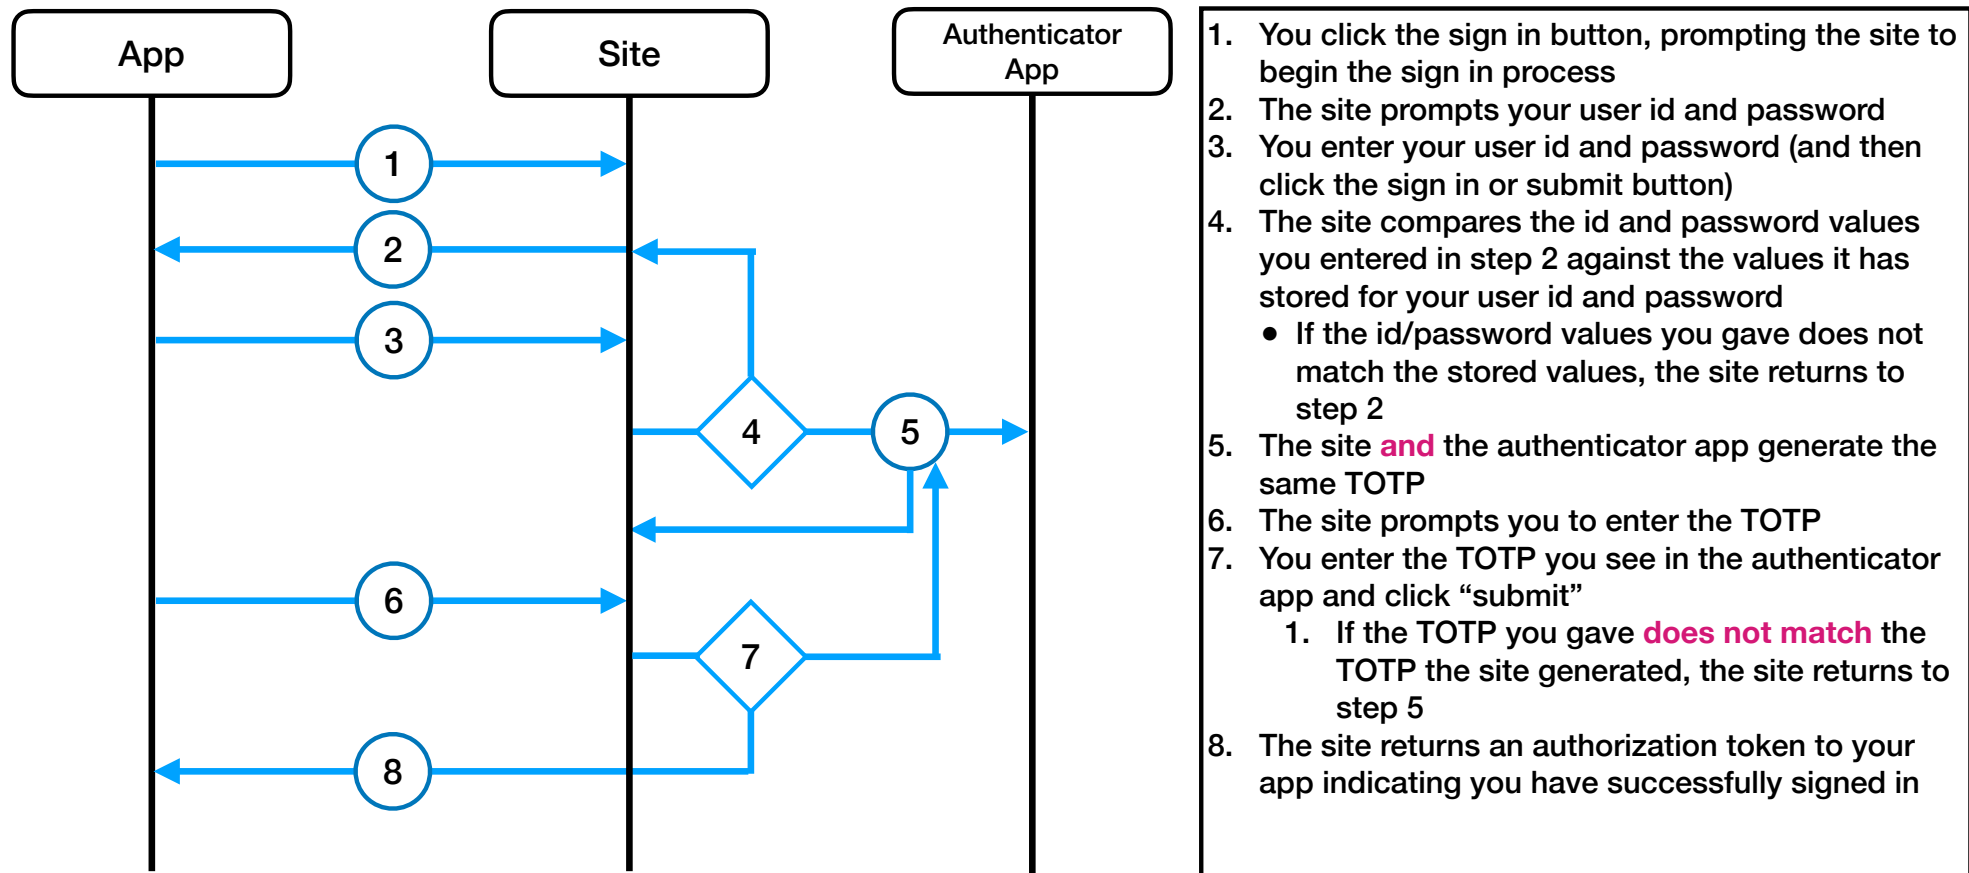 App
Site
Authenticator
App
1
2
3
4
5
6
7
8
1. You click the sign in button, prompting the site to
begin the sign in process
2. The site prompts your user id and password
3. You enter your user id and password (and then
click the sign in or submit button)
4. The site compares the id and password values
you entered in step 2 against the values it has
stored for your user id and password
• If the id/password values you gave does not
match the stored values, the site returns to
step 2
5. The site and the authenticator app generate the
same TOTP
6. The site prompts you to enter the TOTP
7. You enter the TOTP you see in the authenticator
app and click “submit”
1. If the TOTP you gave does not match the
TOTP the site generated, the site returns to
step 5
8. The site returns an authorization token to your
app indicating you have successfully signed in